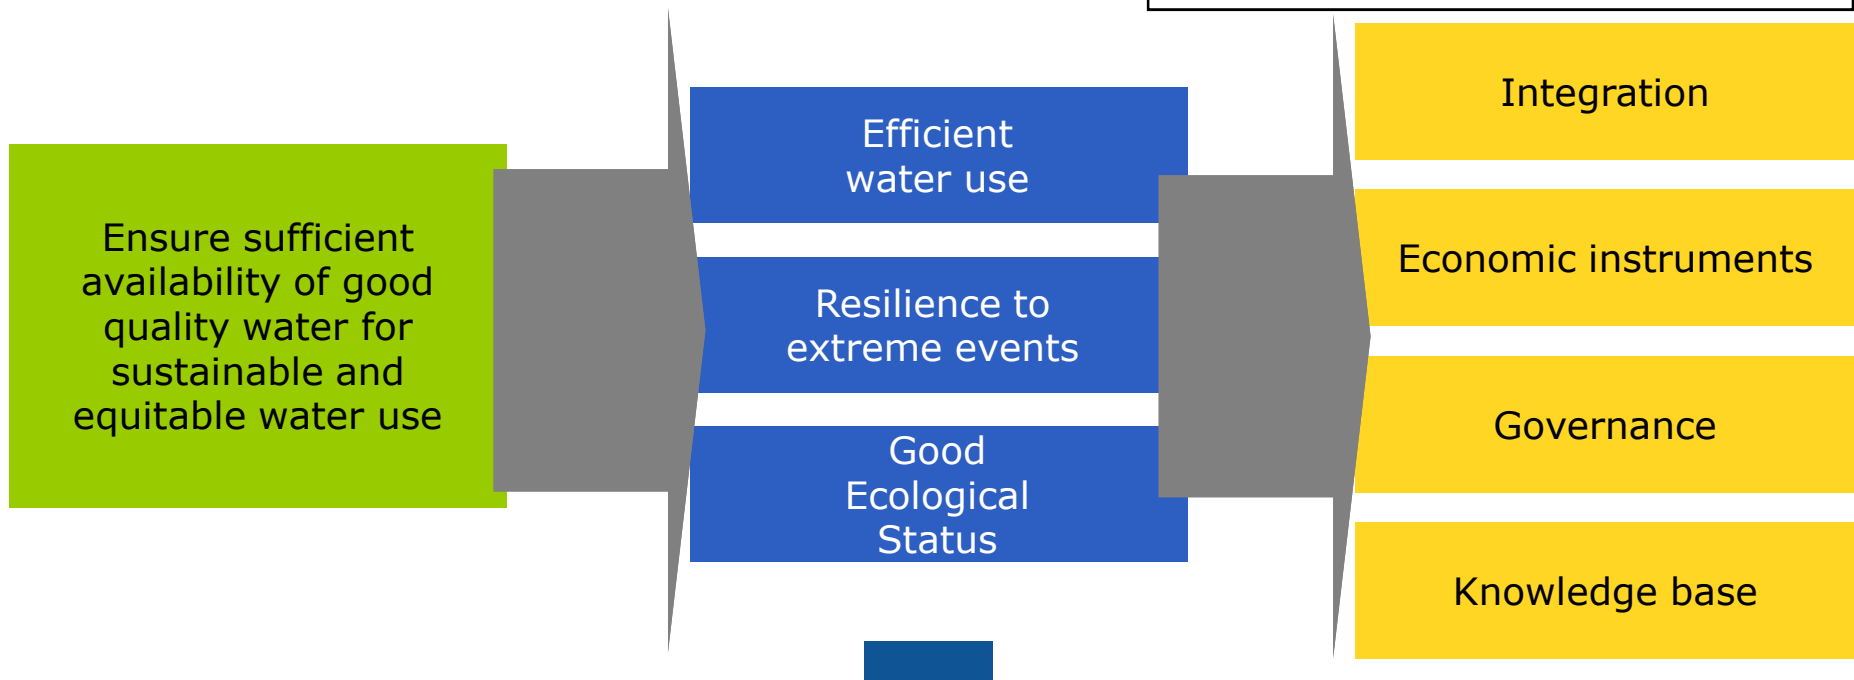 Ensure sufficient
availability of good
quality water for
sustainable and
equitable water use
Efficient
water use
Resilience to
extreme events
Good
Ecological
Status
Integration
Economic instruments
Governance
Knowledge base